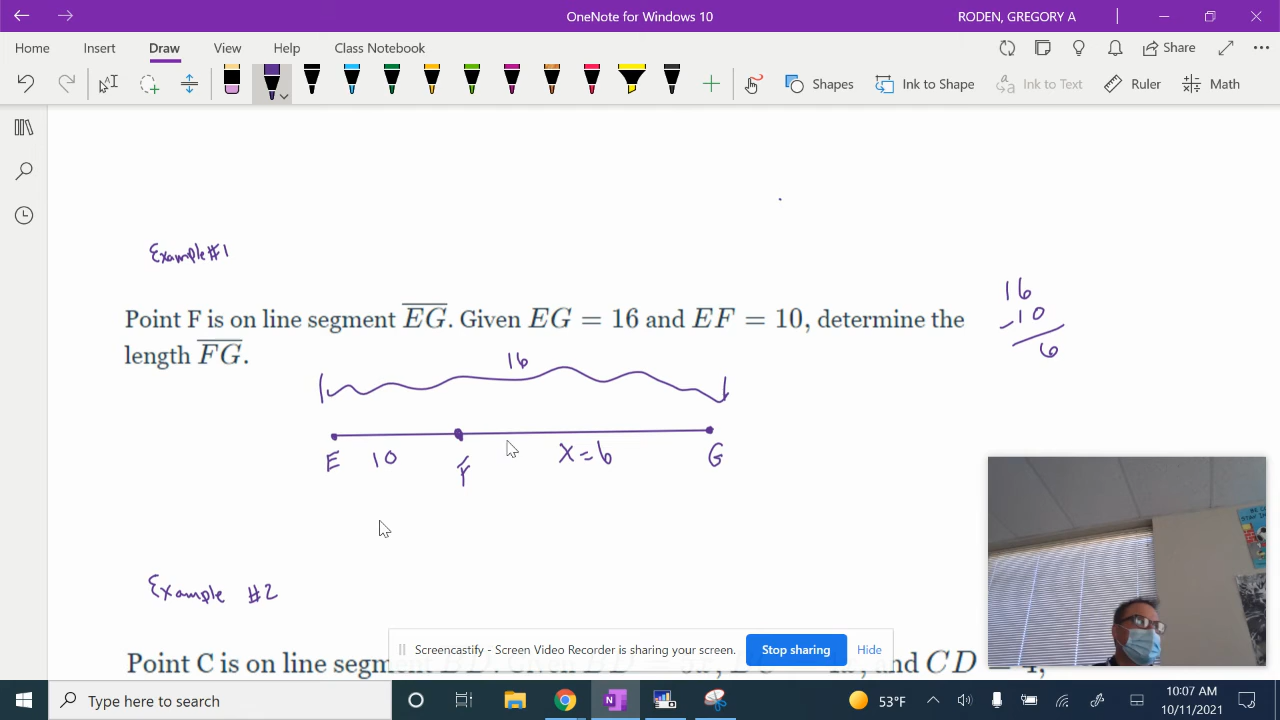 OneNote for Windows 10
RODEN, GREGORY A
Home Insert Draw View Help Class Notebook
Share
Shapes Ink to Shape Ink to Text Ruler Math
Example #1
Point F is on line segment EG. Given EG = 16 and EF = 10, determine the
length FG.
16
-10
6
16
E 10 F X = 6 G
Example #2
Screencastify - Screen Video Recorder is sharing your screen. Stop sharing Hide
Point C is on line segment and CD = 4,
Type here to search
53°F
10:07 AM
10/11/2021